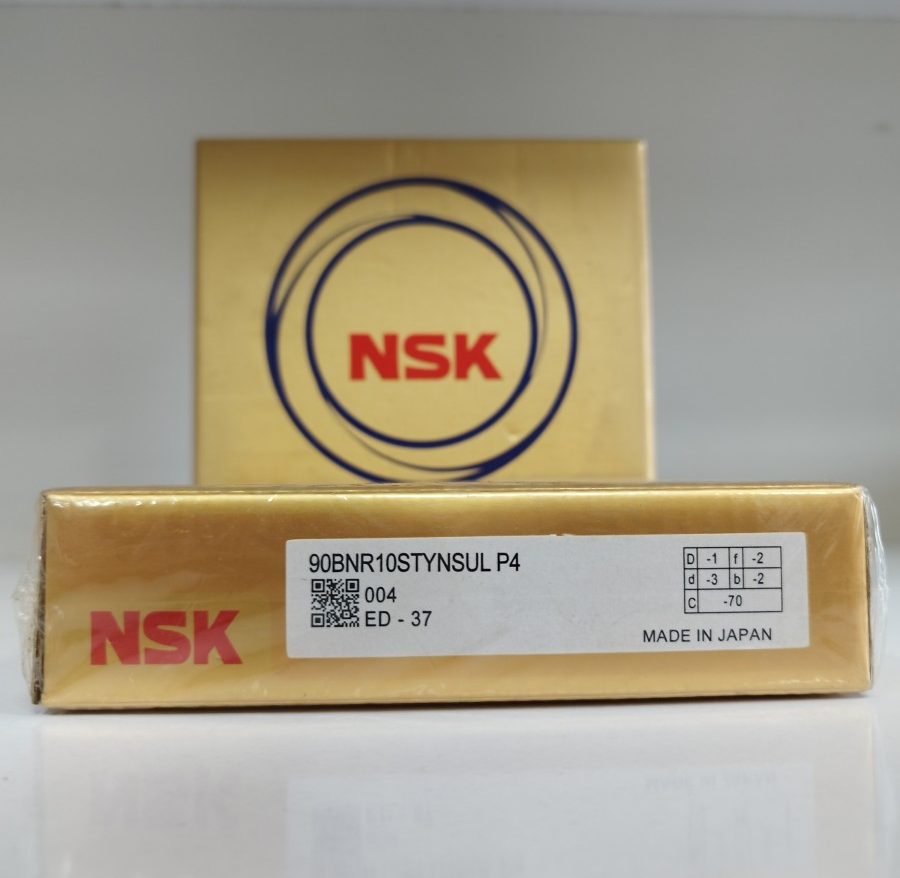 NSK
NSK
90BNR10STYNSUL P4
004
ED - 37
D -1 f -2
d -3 b -2
C -70
MADE IN JAPAN